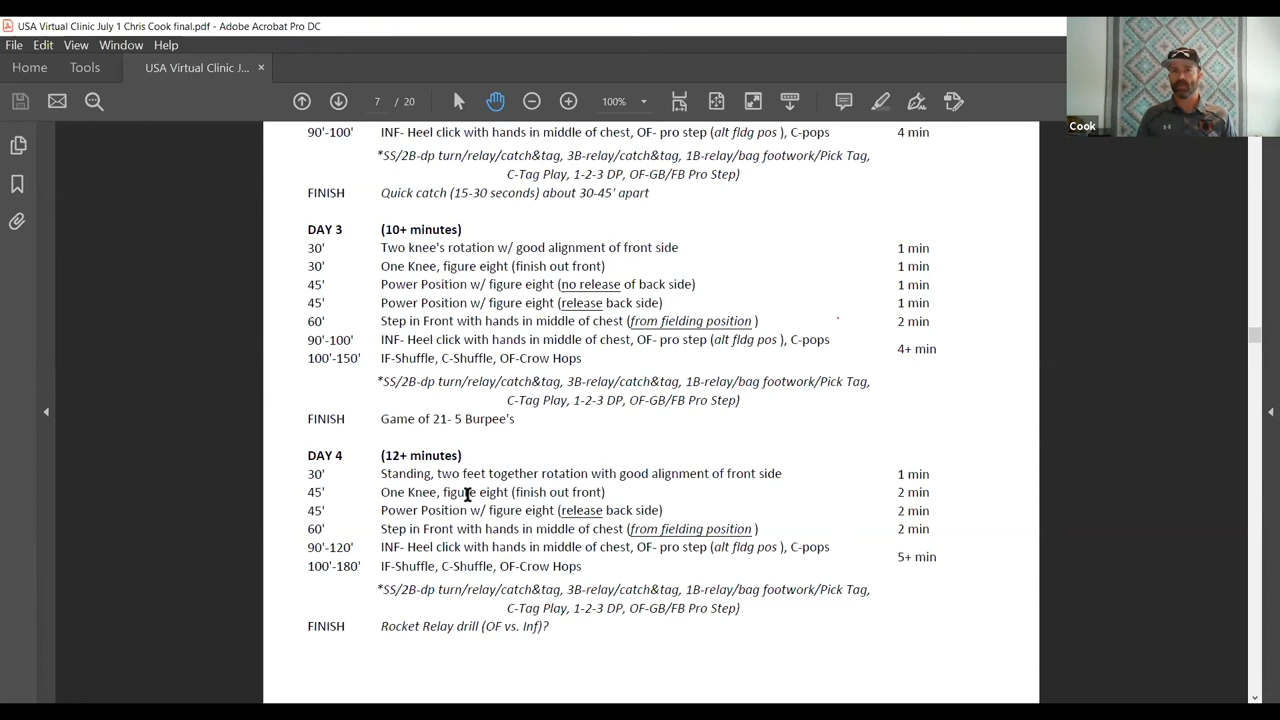 USA Virtual Clinic July 1 Chris Cook final.pdf - Adobe Acrobat Pro DC
File Edit View Window Help
Home Tools USA Virtual Clinic J... ×
7 / 20 100%
Cook
90'-100' INF- Heel click with hands in middle of chest, OF- pro step (alt fldg pos ), C-pops 4 min
*SS/2B-dp turn/relay/catch&tag, 3B-relay/catch&tag, 1B-relay/bag footwork/Pick Tag,
C-Tag Play, 1-2-3 DP, OF-GB/FB Pro Step)
FINISH Quick catch (15-30 seconds) about 30-45' apart
DAY 3 (10+ minutes)
30' Two knee's rotation w/ good alignment of front side 1 min
30' One Knee, figure eight (finish out front) 1 min
45' Power Position w/ figure eight (no release of back side) 1 min
45' Power Position w/ figure eight (release back side) 1 min
60' Step in Front with hands in middle of chest (from fielding position ) 2 min
90'-100' INF- Heel click with hands in middle of chest, OF- pro step (alt fldg pos ), C-pops
4+ min
100'-150' IF-Shuffle, C-Shuffle, OF-Crow Hops
*SS/2B-dp turn/relay/catch&tag, 3B-relay/catch&tag, 1B-relay/bag footwork/Pick Tag,
C-Tag Play, 1-2-3 DP, OF-GB/FB Pro Step)
FINISH Game of 21- 5 Burpee's
DAY 4 (12+ minutes)
30' Standing, two feet together rotation with good alignment of front side 1 min
45' One Knee, figure eight (finish out front) 2 min
45' Power Position w/ figure eight (release back side) 2 min
60' Step in Front with hands in middle of chest (from fielding position ) 2 min
90'-120' INF- Heel click with hands in middle of chest, OF- pro step (alt fldg pos ), C-pops
5+ min
100'-180' IF-Shuffle, C-Shuffle, OF-Crow Hops
*SS/2B-dp turn/relay/catch&tag, 3B-relay/catch&tag, 1B-relay/bag footwork/Pick Tag,
C-Tag Play, 1-2-3 DP, OF-GB/FB Pro Step)
FINISH Rocket Relay drill (OF vs. Inf)?